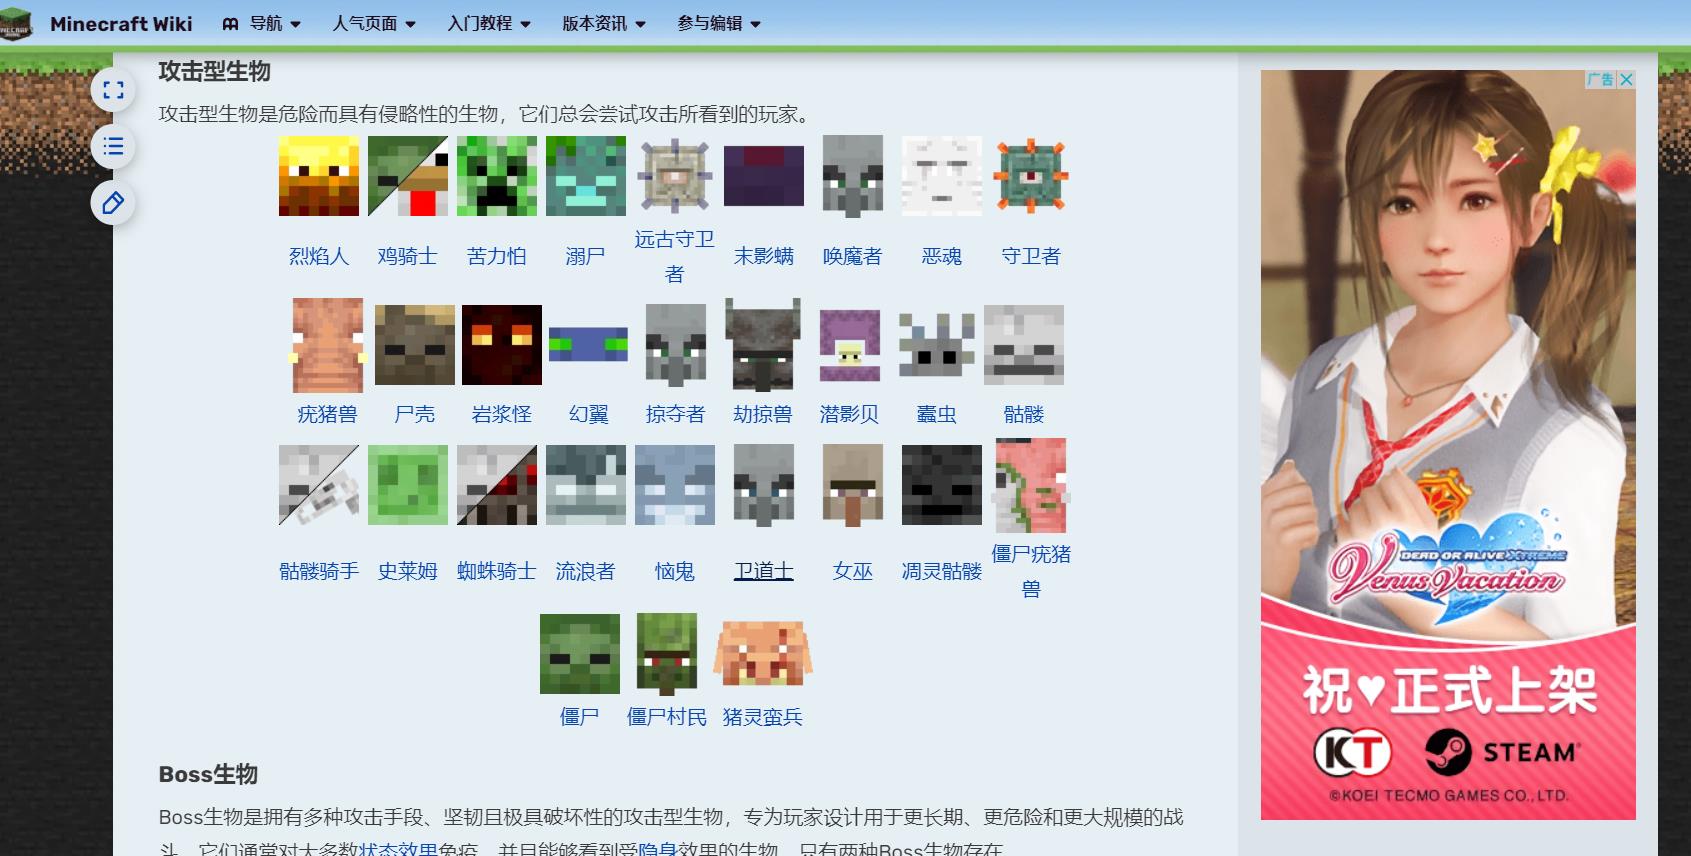 Minecraft Wiki 导航 人气页面 入门教程 版本资讯 参与编辑
攻击型生物
攻击型生物是危险而具有侵略性的生物，它们总会尝试攻击所看到的玩家。
烈焰人 鸡骑士 苦力怕 溺尸 远古守卫者 末影螨 唤魔者 恶魂 守卫者
疣猪兽 尸壳 岩浆怪 幻翼 掠夺者 劫掠兽 潜影贝 蠹虫 骷髅
骷髅骑手 史莱姆 蜘蛛骑士 流浪者 恼鬼 卫道士 女巫 凋灵骷髅 僵尸疣猪兽
僵尸 僵尸村民 猪灵蛮兵
Boss生物
Boss生物是拥有多种攻击手段、坚韧且极具破坏性的攻击型生物，专为玩家设计用于更长期、更危险和更大规模的战
斗。它们通常对大多数状态效果免疫，并且能够看到受隐身效果的生物。只有两种Boss生物存在
广告
DEAD OR ALIVE XTREME
Venus Vacation
祝♥正式上架
KT STEAM
©KOEI TECMO GAMES CO., LTD.